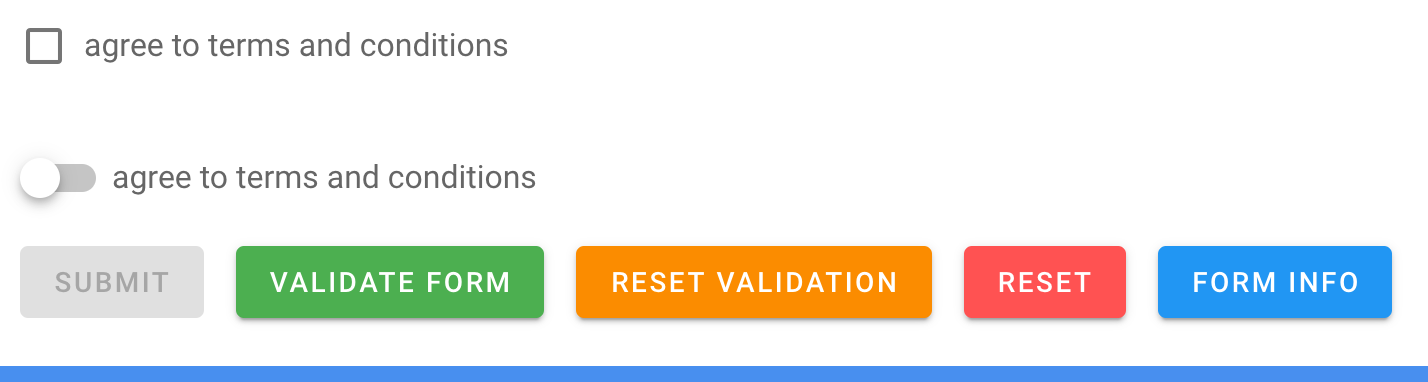 agree to terms and conditions
agree to terms and conditions
SUBMIT VALIDATE FORM RESET VALIDATION RESET FORM INFO